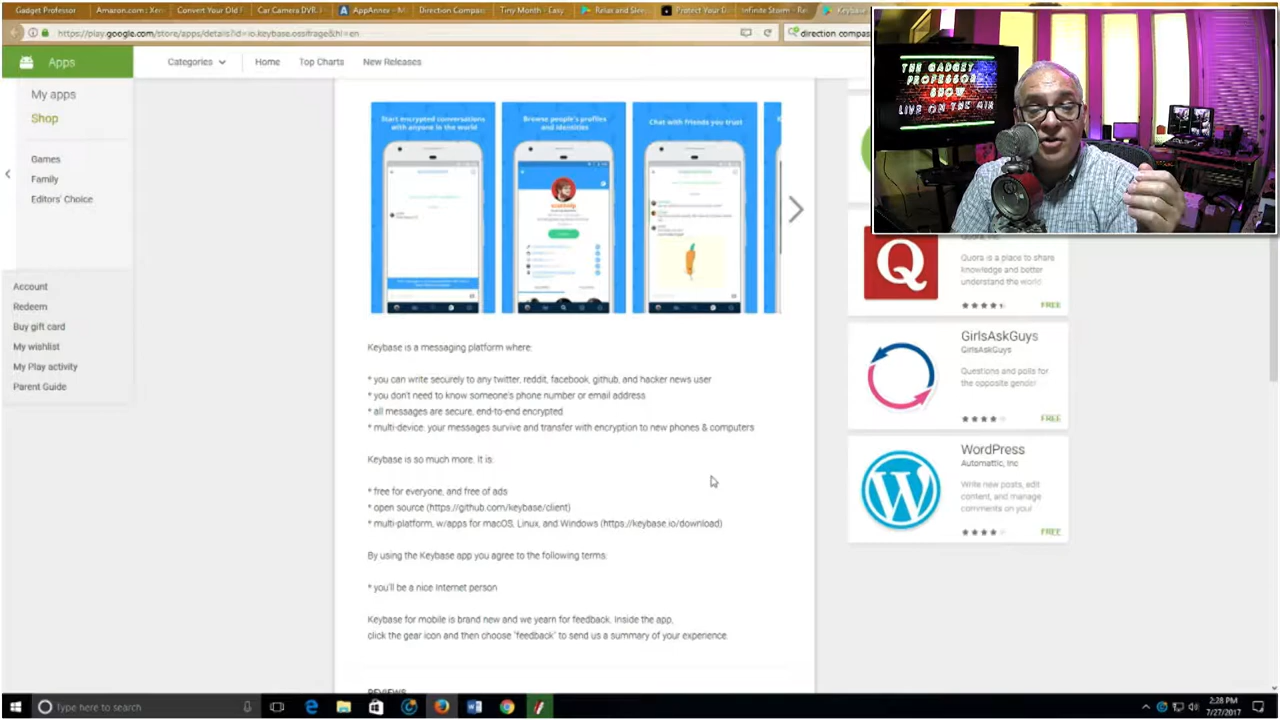 Gadget Professor
Amazon.com : Xen
Convert Your Old
Car Camera DVR.
AppAnnex - M
Direction Compass
Tiny Month - Easy
Relax and Slee
Protect Your D
Infinite Storm - Rel
Keybase
https://play.google.com/store/apps/details?id=io.keybase.ossifrage&hl=en
direction compas
Apps
Categories
Home
Top Charts
New Releases
THE GADGET
PROFESSOR
SHOW
LIVE ON THE AIR
My apps
Shop
Games
Family
Editors' Choice
Account
Redeem
Buy gift card
My wishlist
My Play activity
Parent Guide
Start encrypted conversations
with anyone in the world
Browse people's profiles
and identities
Chat with friends you trust
Keybase is a messaging platform where:
* you can write securely to any twitter, reddit, facebook, github, and hacker news user
* you don't need to know someone's phone number or email address
* all messages are secure, end-to-end encrypted
* multi-device: your messages survive and transfer with encryption to new phones & computers
Keybase is so much more. It is:
* free for everyone, and free of ads
* open source (https://github.com/keybase/client)
* multi-platform, w/apps for macOS, Linux, and Windows (https://keybase.io/download)
By using the Keybase app you agree to the following terms:
* you'll be a nice Internet person
Keybase for mobile is brand new and we yearn for feedback. Inside the app,
click the gear icon and then choose "feedback" to send us a summary of your experience.
REVIEWS
Quora is a place to share
knowledge and better
understand the world
FREE
GirlsAskGuys
GirlsAskGuys
Questions and polls for
the opposite gender
FREE
WordPress
Automattic, Inc
Write new posts, edit
content, and manage
comments on your
FREE
Type here to search
2:28 PM
7/27/2017